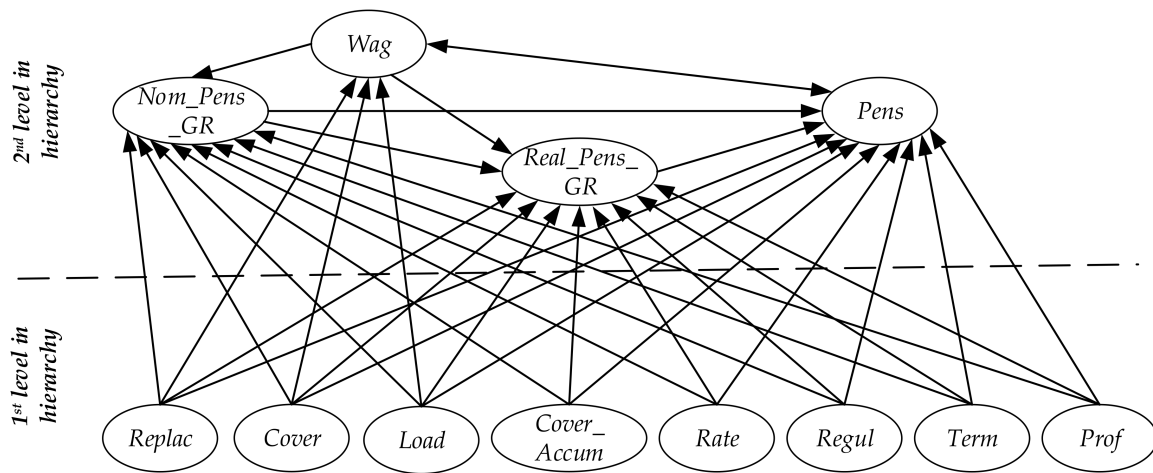 Wag
Nom_Pens
_GR
Pens
Real_Pens_
GR
2nd level in
hierarchy
1st level in
hierarchy
Replac
Cover
Load
Cover_
Accum
Rate
Regul
Term
Prof